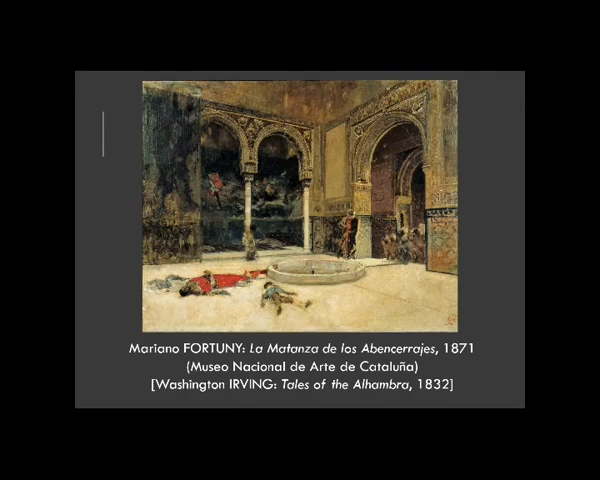 Mariano FORTUNY: La Matanza de los Abencerrajes, 1871
(Museo Nacional de Arte de Cataluña)
[Washington IRVING: Tales of the Alhambra, 1832]